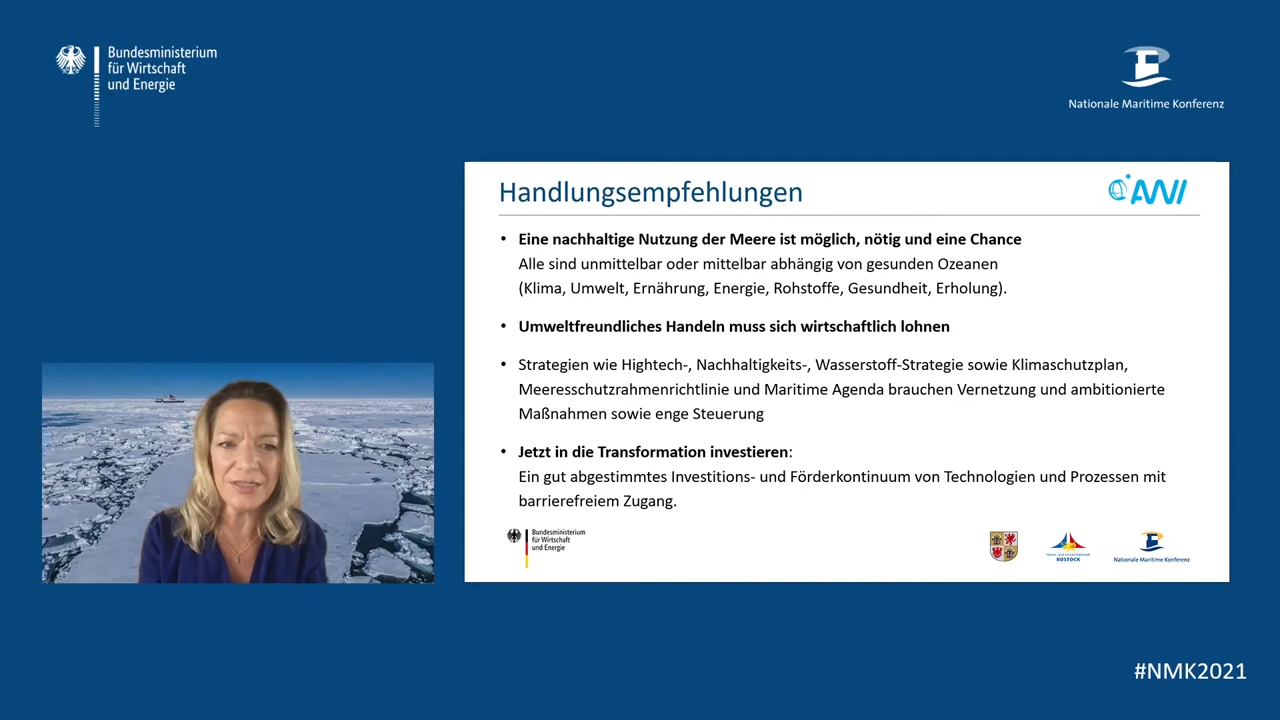 Bundesministerium
für Wirtschaft
und Energie
Nationale Maritime Konferenz
Handlungsempfehlungen
AWI
• Eine nachhaltige Nutzung der Meere ist möglich, nötig und eine Chance
Alle sind unmittelbar oder mittelbar abhängig von gesunden Ozeanen
(Klima, Umwelt, Ernährung, Energie, Rohstoffe, Gesundheit, Erholung).
• Umweltfreundliches Handeln muss sich wirtschaftlich lohnen
• Strategien wie Hightech-, Nachhaltigkeits-, Wasserstoff-Strategie sowie Klimaschutzplan,
Meeresschutzrahmenrichtlinie und Maritime Agenda brauchen Vernetzung und ambitionierte
Maßnahmen sowie enge Steuerung
• Jetzt in die Transformation investieren:
Ein gut abgestimmtes Investitions- und Förderkontinuum von Technologien und Prozessen mit
barrierefreiem Zugang.
Bundesministerium
für Wirtschaft
und Energie
ROSTOCK
Nationale Maritime Konferenz
#NMK2021